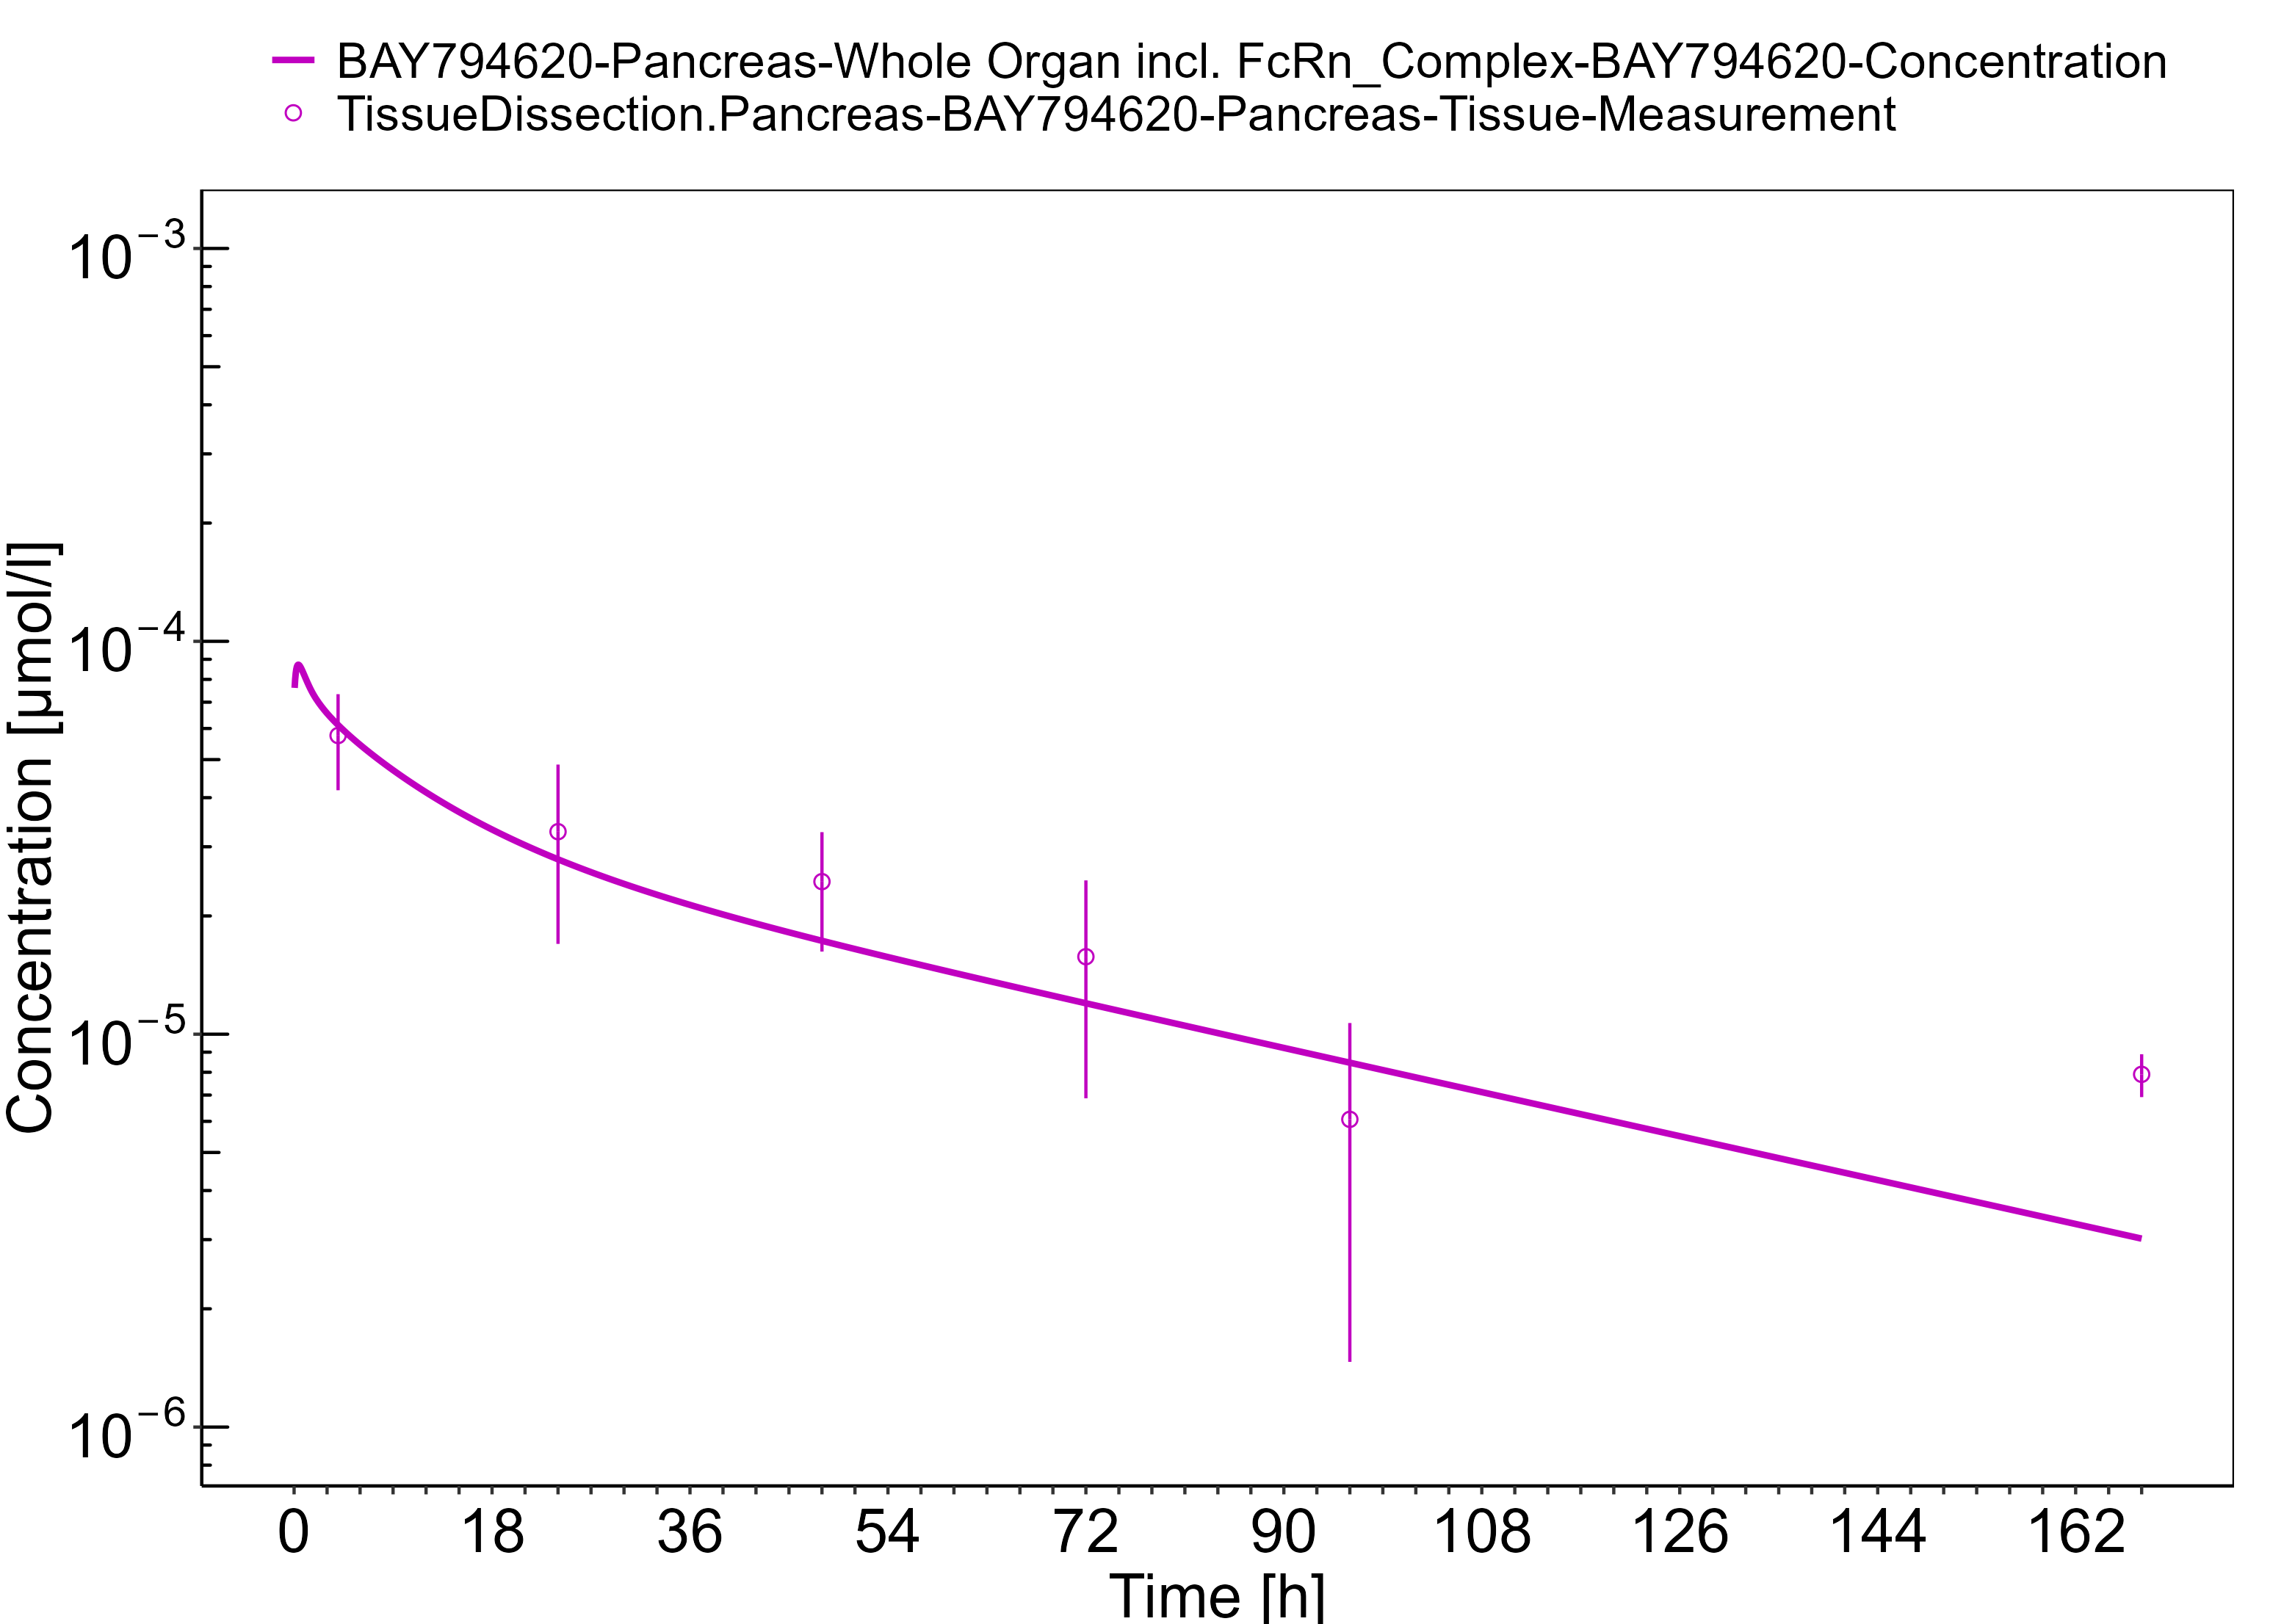 BAY794620-Pancreas-Whole Organ incl. FcRn_Complex-BAY794620-Concentration
TissueDissection.Pancreas-BAY794620-Pancreas-Tissue-Measurement
Concentration [µmol/l]
10⁻³
10⁻⁴
10⁻⁵
10⁻⁶
0 18 36 54 72 90 108 126 144 162
Time [h]